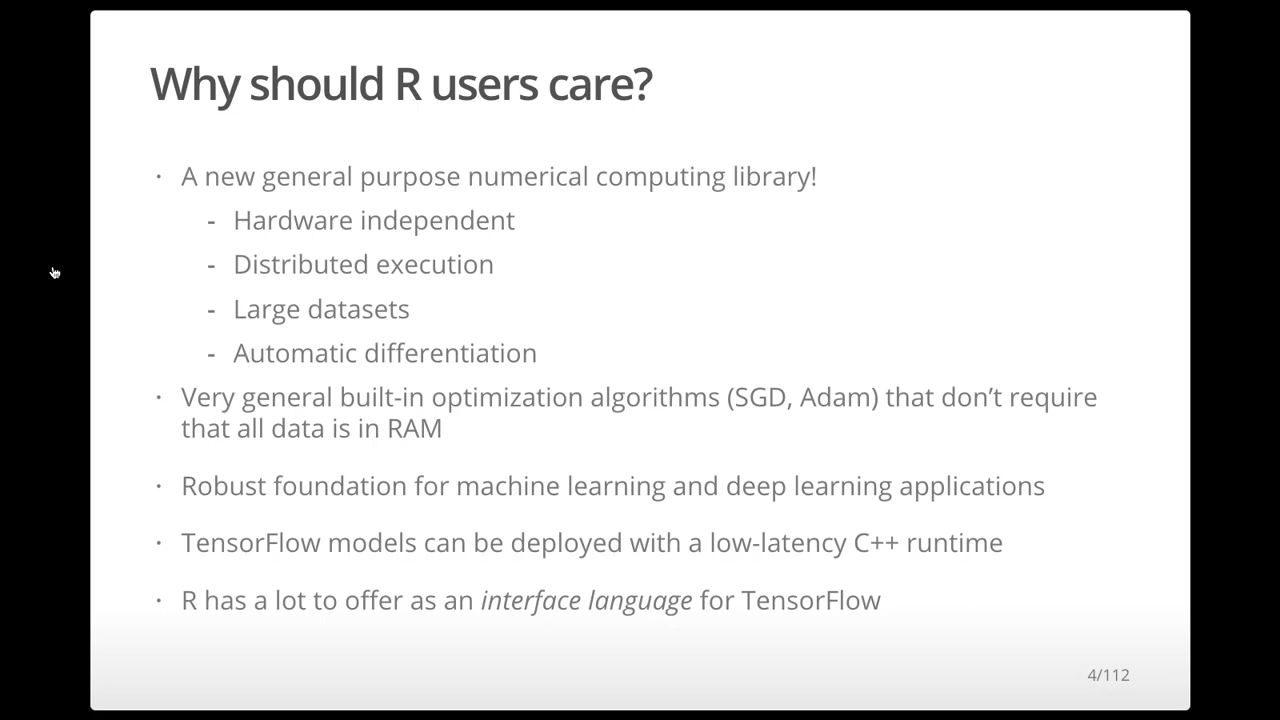 Why should R users care?
· A new general purpose numerical computing library!
- Hardware independent
- Distributed execution
- Large datasets
- Automatic differentiation
· Very general built-in optimization algorithms (SGD, Adam) that don’t require
that all data is in RAM
· Robust foundation for machine learning and deep learning applications
· TensorFlow models can be deployed with a low-latency C++ runtime
· R has a lot to offer as an interface language for TensorFlow
4/112